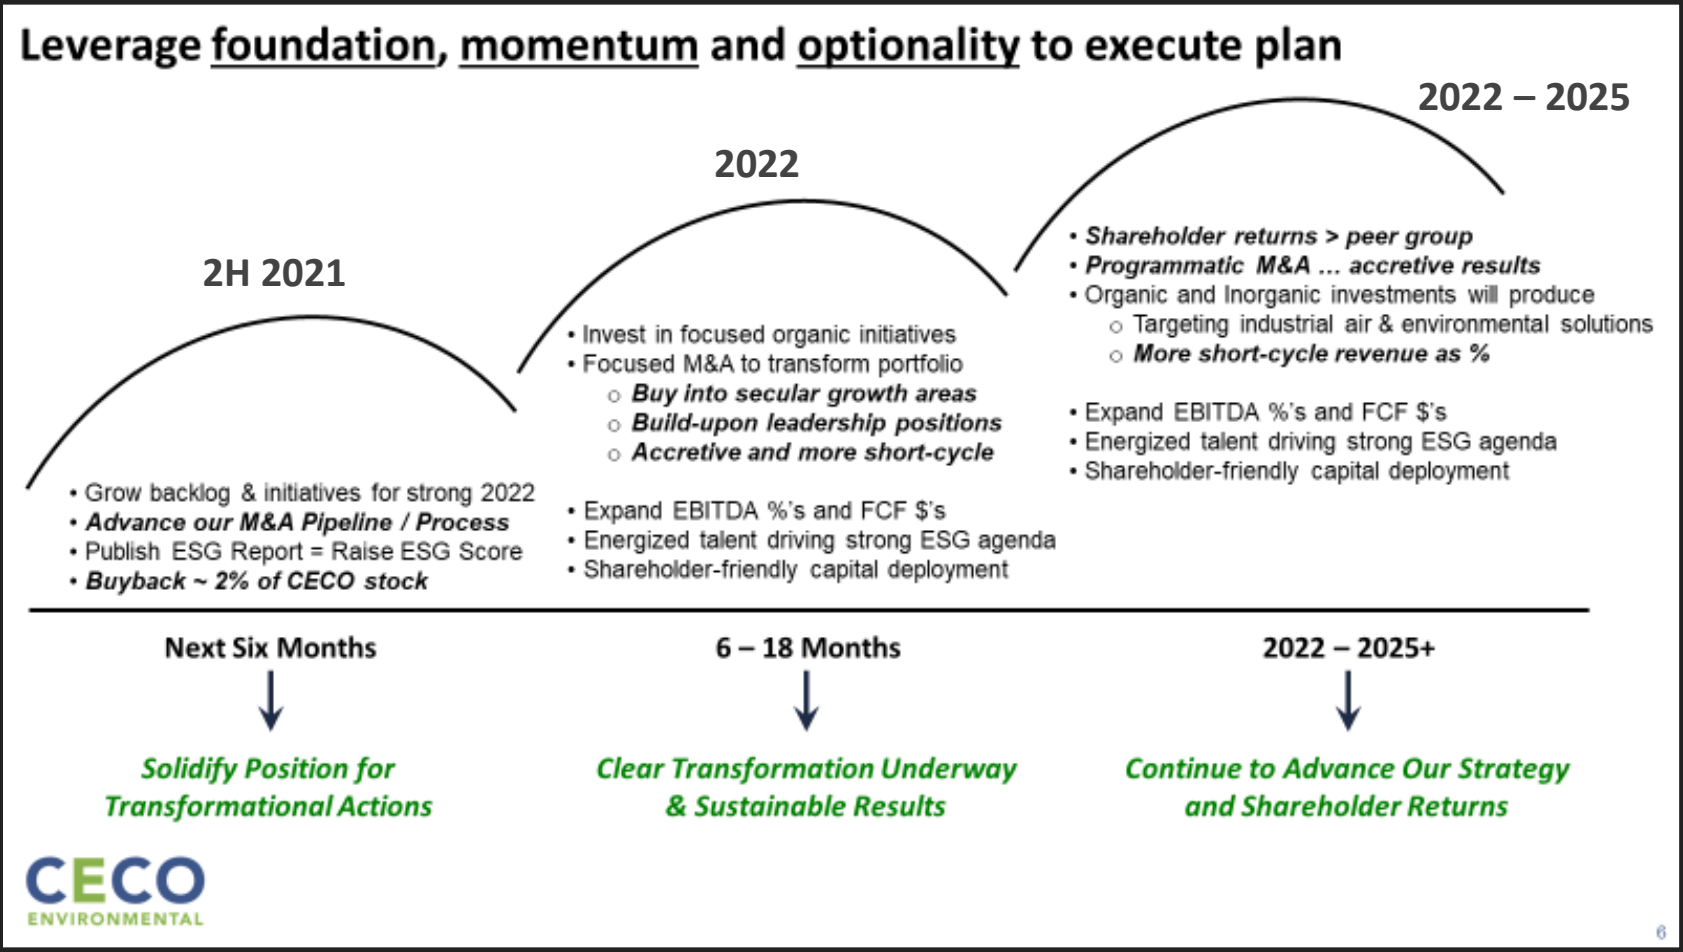 Leverage foundation, momentum and optionality to execute plan
2H 2021
• Grow backlog & initiatives for strong 2022
• Advance our M&A Pipeline / Process
• Publish ESG Report = Raise ESG Score
• Buyback ~ 2% of CECO stock
2022
• Invest in focused organic initiatives
• Focused M&A to transform portfolio
o Buy into secular growth areas
o Build-upon leadership positions
o Accretive and more short-cycle
• Expand EBITDA %'s and FCF $'s
• Energized talent driving strong ESG agenda
• Shareholder-friendly capital deployment
2022 – 2025
• Shareholder returns > peer group
• Programmatic M&A ... accretive results
• Organic and Inorganic investments will produce
o Targeting industrial air & environmental solutions
o More short-cycle revenue as %
• Expand EBITDA %'s and FCF $'s
• Energized talent driving strong ESG agenda
• Shareholder-friendly capital deployment
Next Six Months
Solidify Position for
Transformational Actions
6 – 18 Months
Clear Transformation Underway
& Sustainable Results
2022 – 2025+
Continue to Advance Our Strategy
and Shareholder Returns
CECO
ENVIRONMENTAL
6